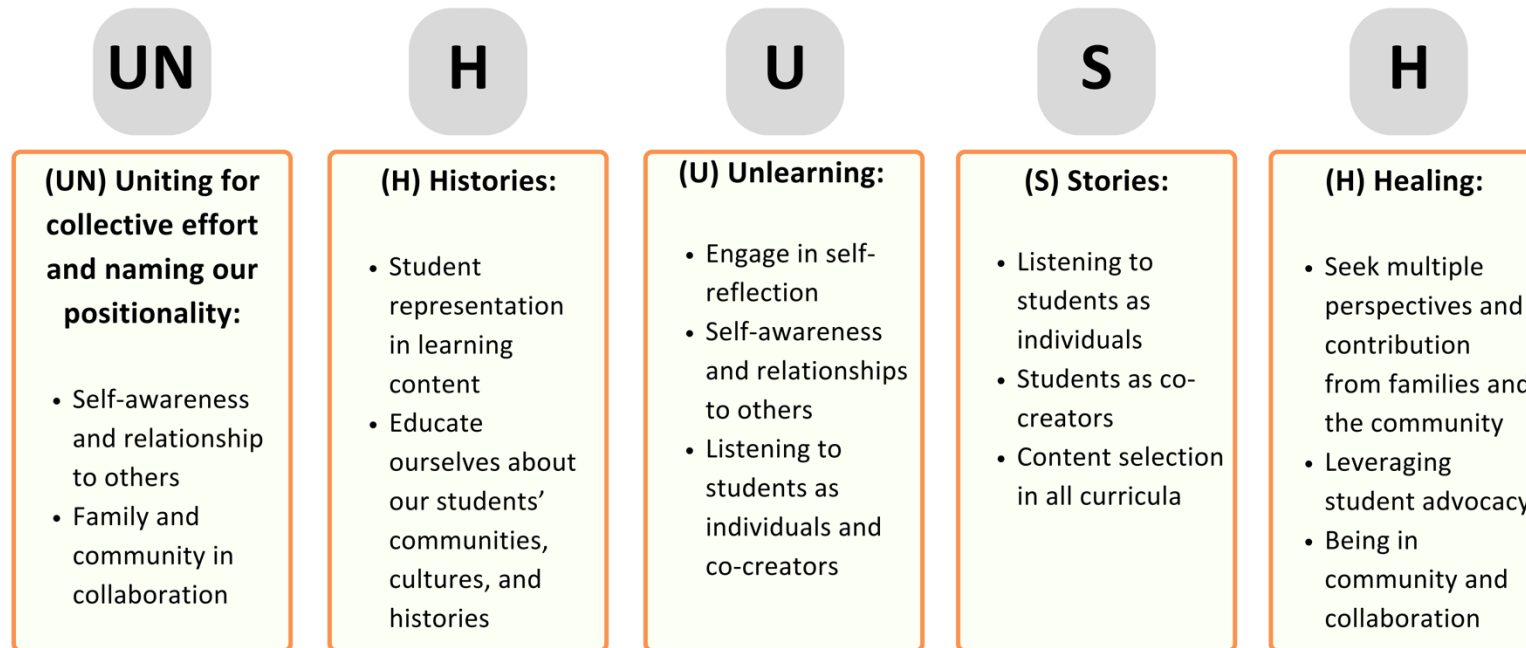 UN
H
U
S
H
(UN) Uniting for
collective effort
and naming our
positionality:
• Self-awareness
and relationship
to others
• Family and
community in
collaboration
(H) Histories:
• Student
representation
in learning
content
• Educate
ourselves about
our students’
communities,
cultures, and
histories
(U) Unlearning:
• Engage in self-
reflection
• Self-awareness
and relationships
to others
• Listening to
students as
individuals and
co-creators
(S) Stories:
• Listening to
students as
individuals
• Students as co-
creators
• Content selection
in all curricula
(H) Healing:
• Seek multiple
perspectives and
contribution
from families and
the community
• Leveraging
student advocacy
• Being in
community and
collaboration